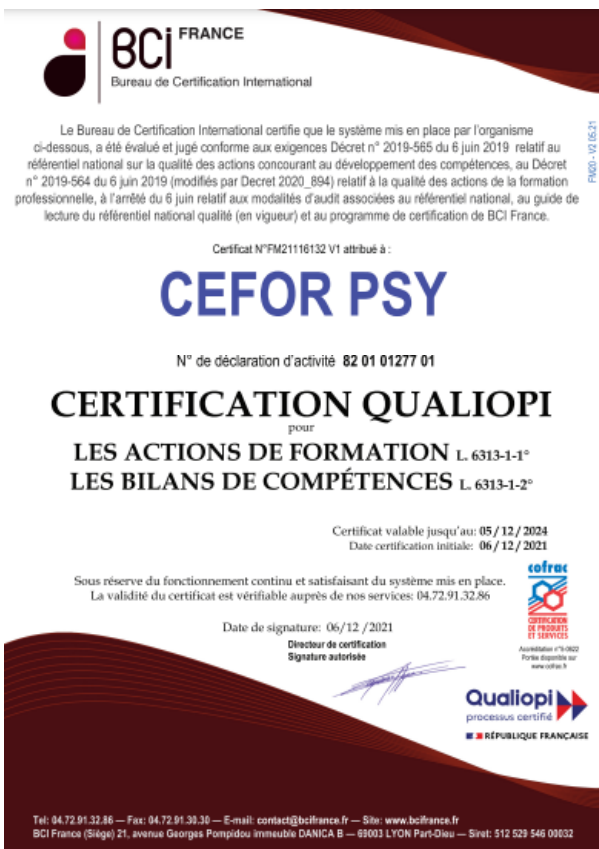 BCi FRANCE
Bureau de Certification International
Le Bureau de Certification International certifie que le système mis en place par l'organisme
ci-dessous, a été évalué et jugé conforme aux exigences Décret n° 2019-565 du 6 juin 2019 relatif au
référentiel national sur la qualité des actions concourant au développement des compétences, au Décret
n° 2019-564 du 6 juin 2019 (modifiés par Decret 2020_894) relatif à la qualité des actions de la formation
professionnelle, à l'arrêté du 6 juin relatif aux modalités d'audit associées au référentiel national, au guide de
lecture du référentiel national qualité (en vigueur) et au programme de certification de BCI France.
FM20 - V2 05.21
Certificat N°FM21116132 V1 attribué à :
CEFOR PSY
N° de déclaration d'activité 82 01 01277 01
CERTIFICATION QUALIOPI
pour
LES ACTIONS DE FORMATION L. 6313-1-1°
LES BILANS DE COMPÉTENCES L. 6313-1-2°
Certificat valable jusqu'au: 05/12/2024
Date certification initiale: 06/12/2021
Sous réserve du fonctionnement continu et satisfaisant du système mis en place.
La validité du certificat est vérifiable auprès de nos services: 04.72.91.32.86
cofrac
CERTIFICATION
DE PRODUITS
ET SERVICES
Accréditation n°5-0622
Portée disponible sur
www.cofrac.fr
Date de signature: 06/12/2021
Directeur de certification
Signature autorisée
Qualiopi
processus certifié
RÉPUBLIQUE FRANÇAISE
Tel: 04.72.91.32.86 — Fax: 04.72.91.30.30 — E-mail: contact@bcifrance.fr — Site: www.bcifrance.fr
BCI France (Siège) 21, avenue Georges Pompidou immeuble DANICA B — 69003 LYON Part-Dieu — Siret: 512 529 546 00032